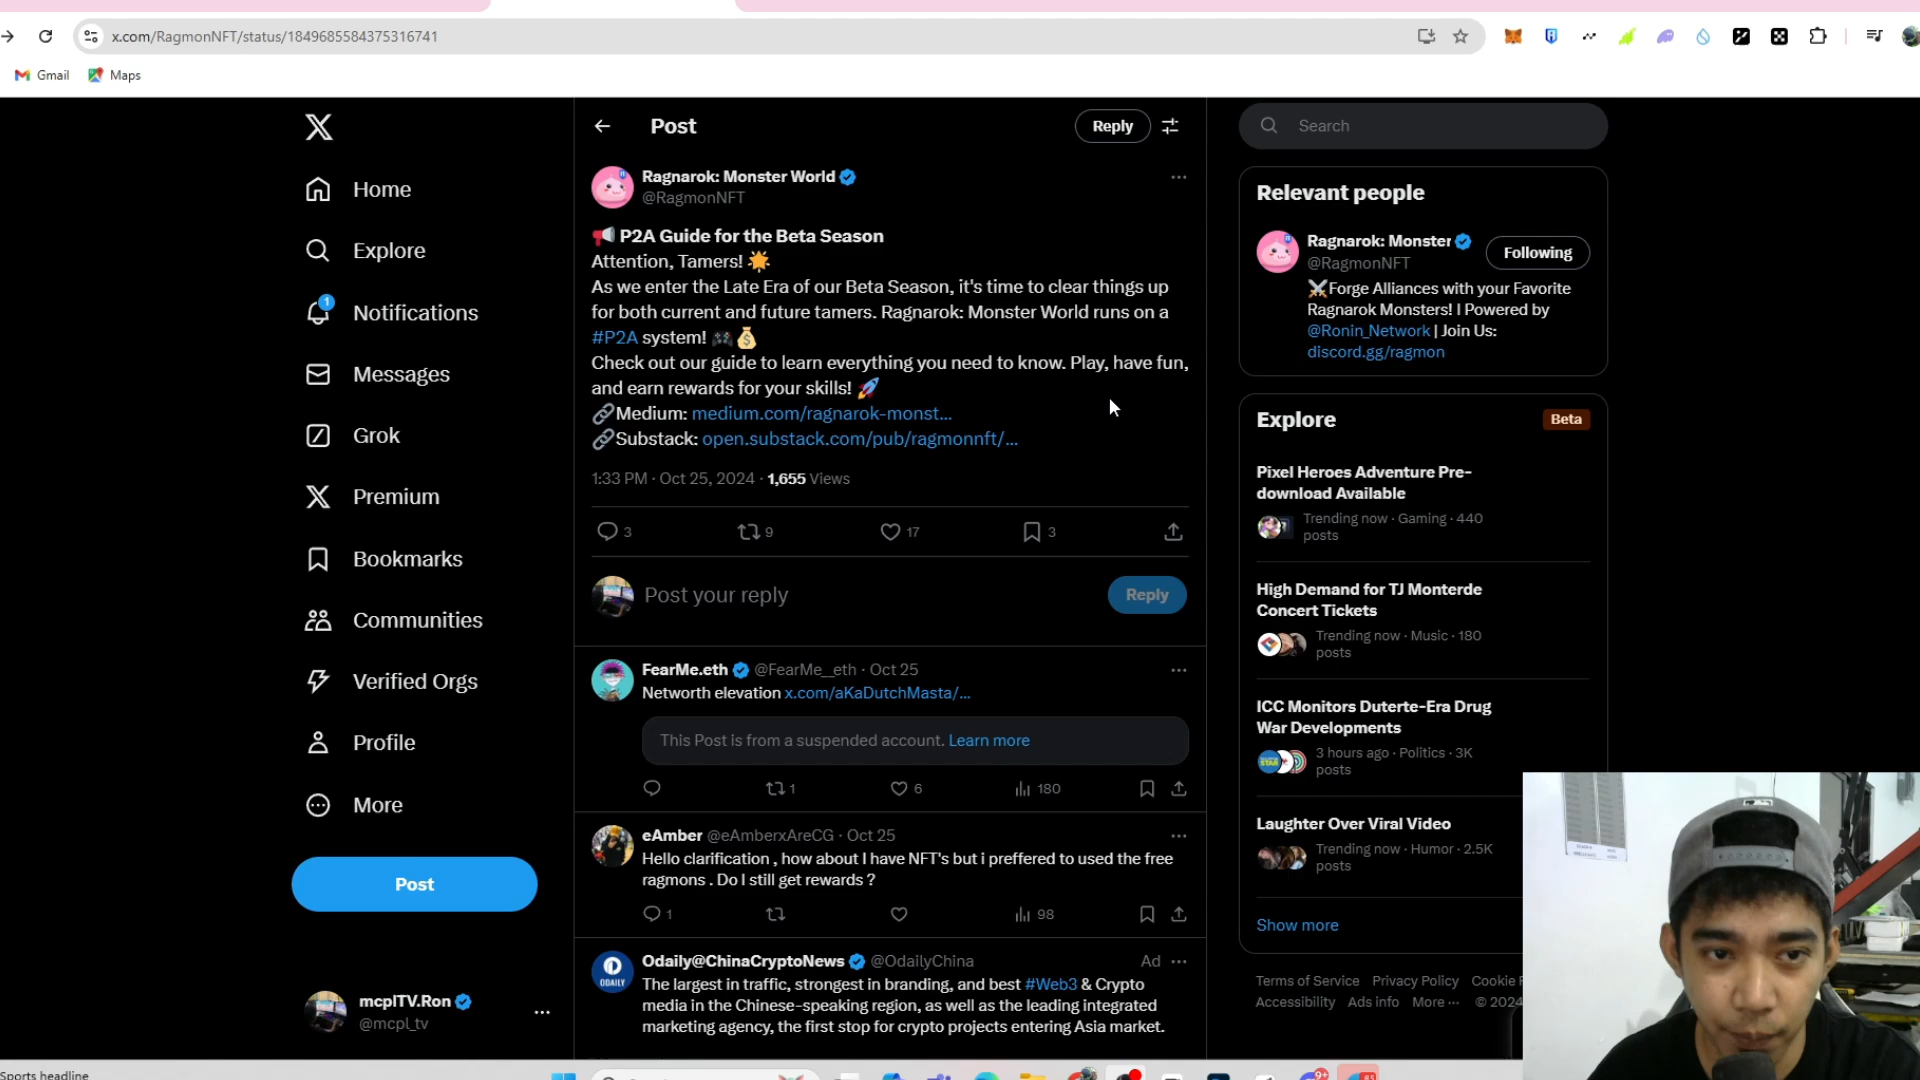 x.com/RagmonNFT/status/1849685584375316741
Gmail
Maps
Home
Explore
1
Notifications
Messages
Grok
Premium
Bookmarks
Communities
Verified Orgs
Profile
More
Post
mcplTV.Ron
@mcpl_tv
Post
Reply
Ragnarok: Monster World
@RagmonNFT
P2A Guide for the Beta Season
Attention, Tamers!
As we enter the Late Era of our Beta Season, it's time to clear things up
for both current and future tamers. Ragnarok: Monster World runs on a
#P2A system!
Check out our guide to learn everything you need to know. Play, have fun,
and earn rewards for your skills!
Medium: medium.com/ragnarok-monst...
Substack: open.substack.com/pub/ragmonnft/...
1:33 PM · Oct 25, 2024 · 1,655 Views
3
9
17
3
Post your reply
Reply
FearMe.eth @FearMe__eth · Oct 25
Networth elevation x.com/aKaDutchMasta/...
This Post is from a suspended account. Learn more
1
6
180
eAmber @eAmberxAreCG · Oct 25
Hello clarification , how about I have NFT's but i preffered to used the free
ragmons . Do I still get rewards ?
1
98
ODAILY
Odaily@ChinaCryptoNews @OdailyChina
Ad
The largest in traffic, strongest in branding, and best #Web3 & Crypto
media in the Chinese-speaking region, as well as the leading integrated
marketing agency, the first stop for crypto projects entering Asia market.
Search
Relevant people
Ragnarok: Monster
@RagmonNFT
Following
Forge Alliances with your Favorite
Ragnarok Monsters! I Powered by
@Ronin_Network | Join Us:
discord.gg/ragmon
Explore
Beta
Pixel Heroes Adventure Pre-
download Available
Trending now · Gaming · 440
posts
High Demand for TJ Monterde
Concert Tickets
Trending now · Music · 180
posts
ICC Monitors Duterte-Era Drug
War Developments
3 hours ago · Politics · 3K
posts
Laughter Over Viral Video
Trending now · Humor · 2.5K
posts
Show more
Terms of Service Privacy Policy Cookie
Accessibility Ads info More ··· © 2024
Sports headline
9+